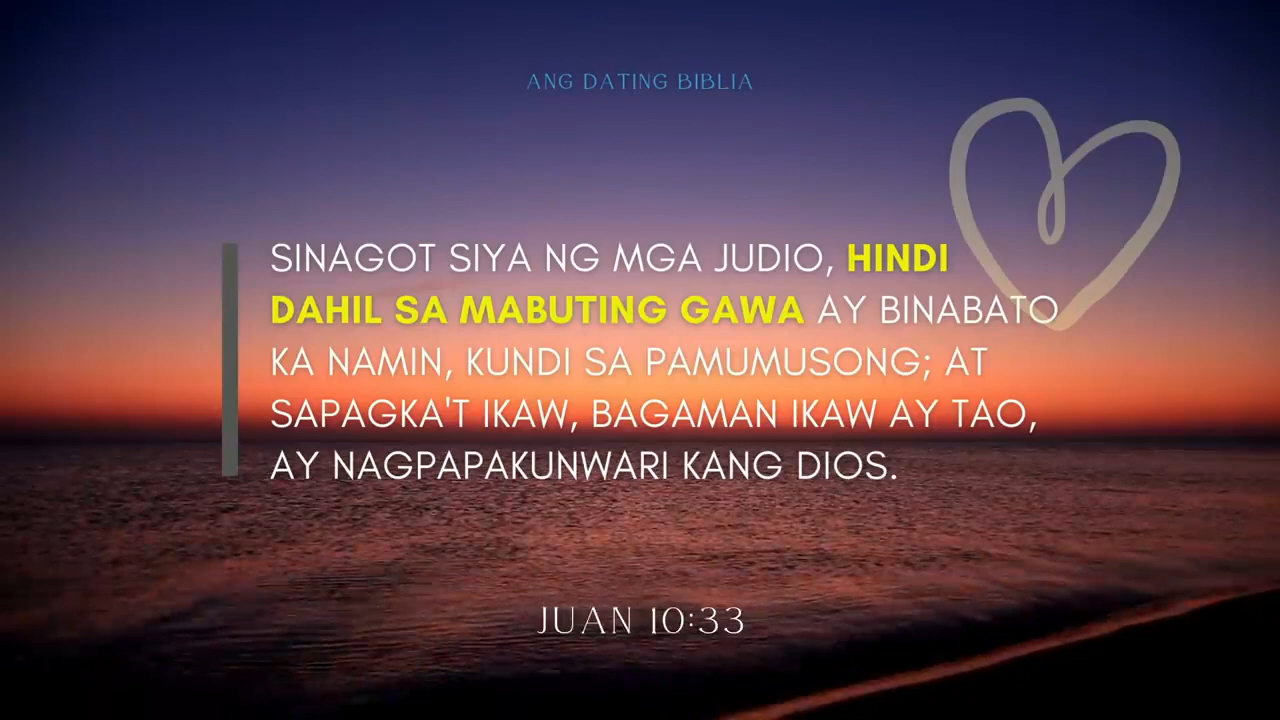 ANG DATING BIBLIA
SINAGOT SIYA NG MGA JUDIO, HINDI
DAHIL SA MABUTING GAWA AY BINABATO
KA NAMIN, KUNDI SA PAMUMUSONG; AT
SAPAGKA'T IKAW, BAGAMAN IKAW AY TAO,
AY NAGPAPAKUNWARI KANG DIOS.
JUAN 10:33